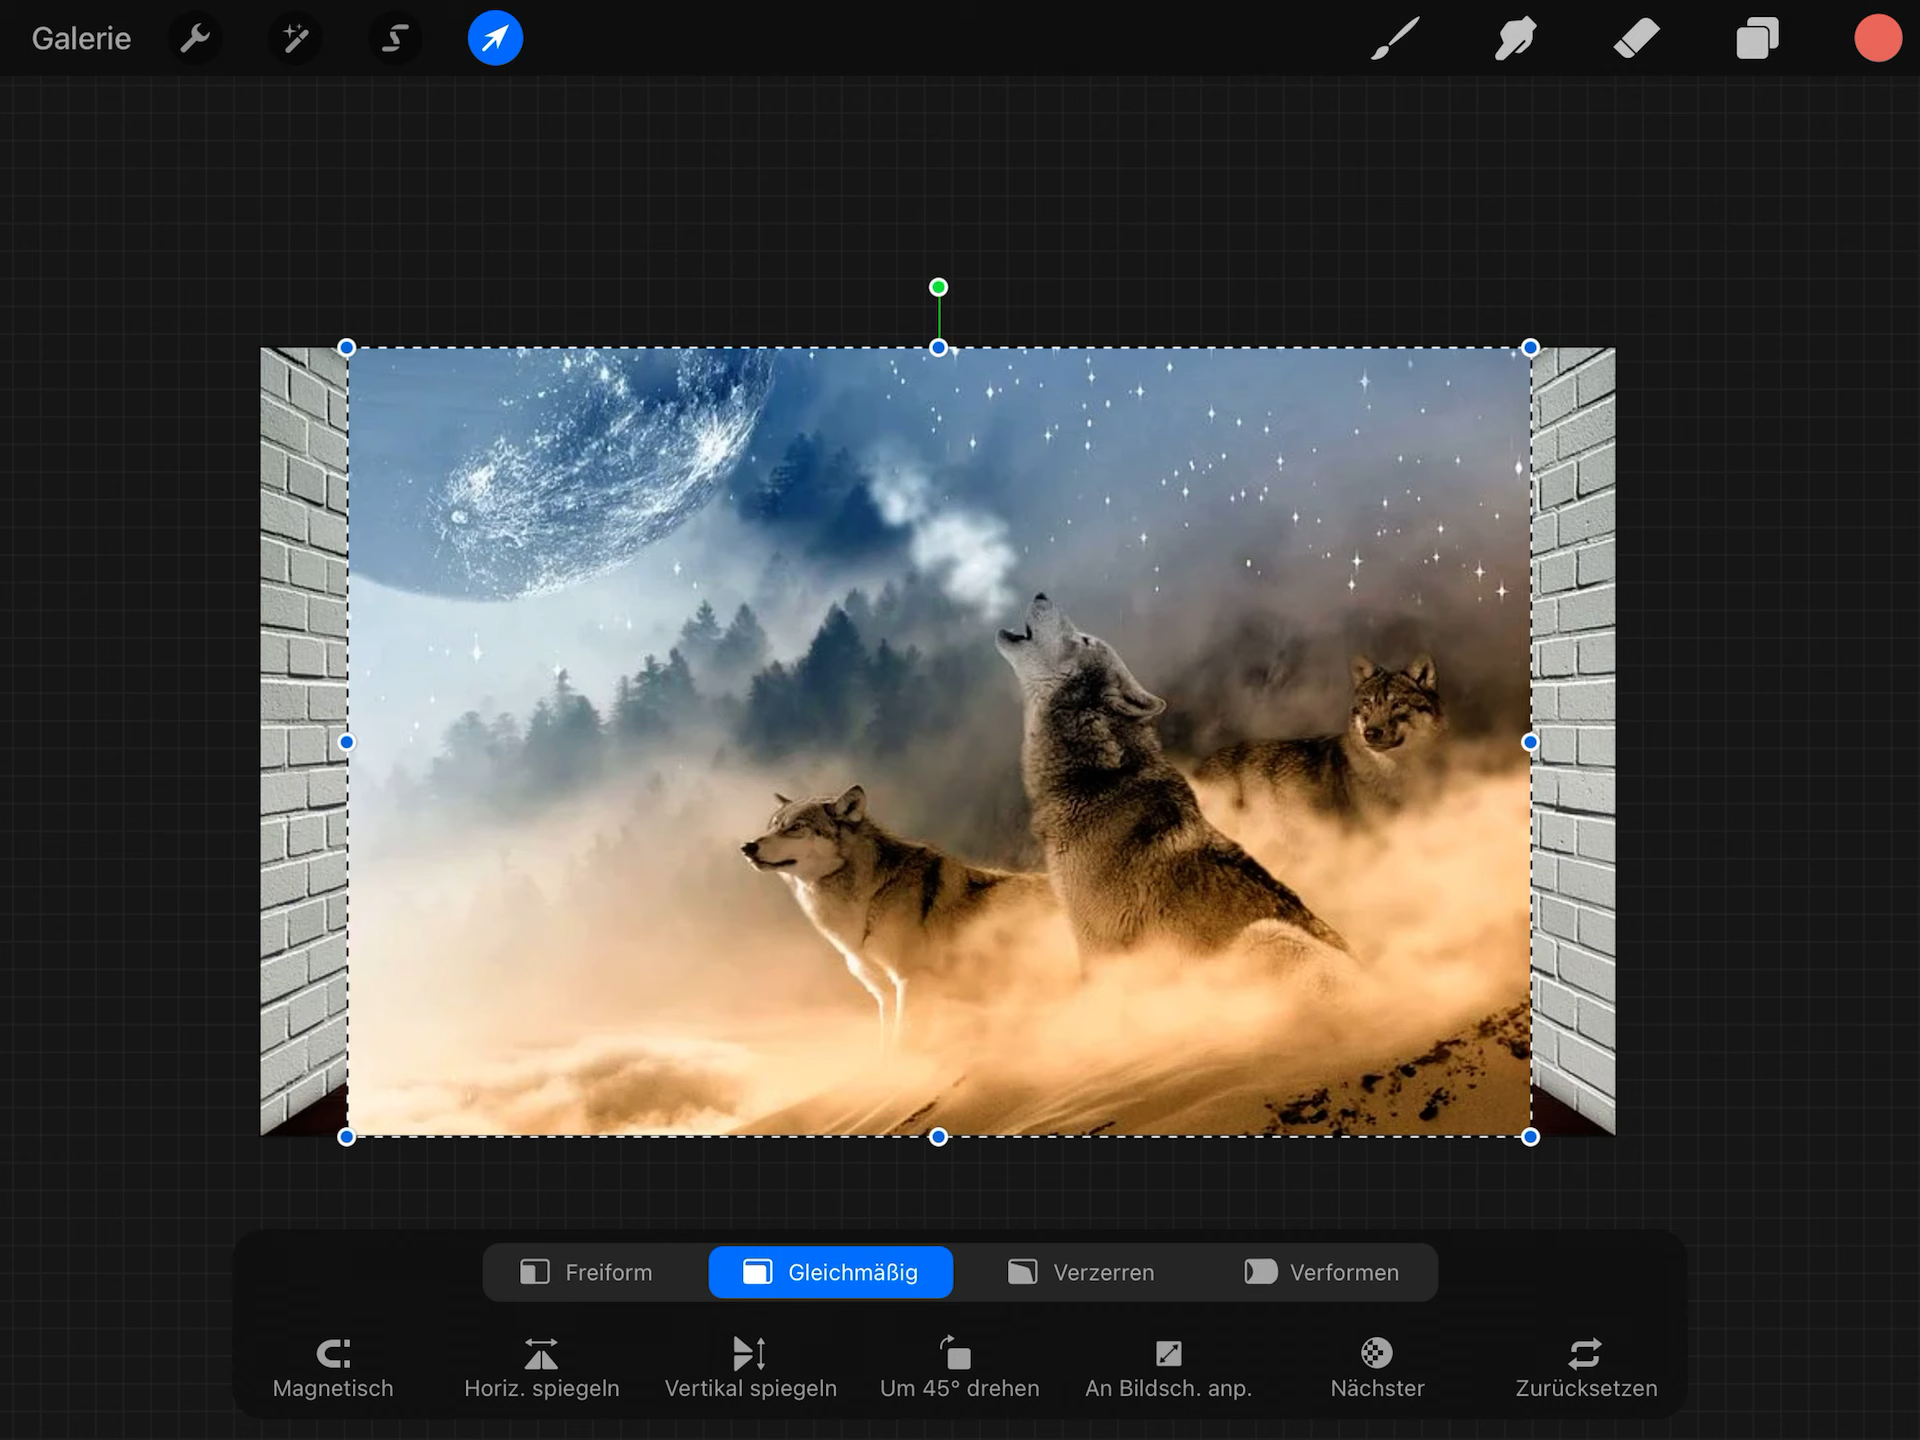 Galerie
Freiform
Gleichmäßig
Verzerren
Verformen
Magnetisch
Horiz. spiegeln
Vertikal spiegeln
Um 45° drehen
An Bildsch. anp.
Nächster
Zurücksetzen